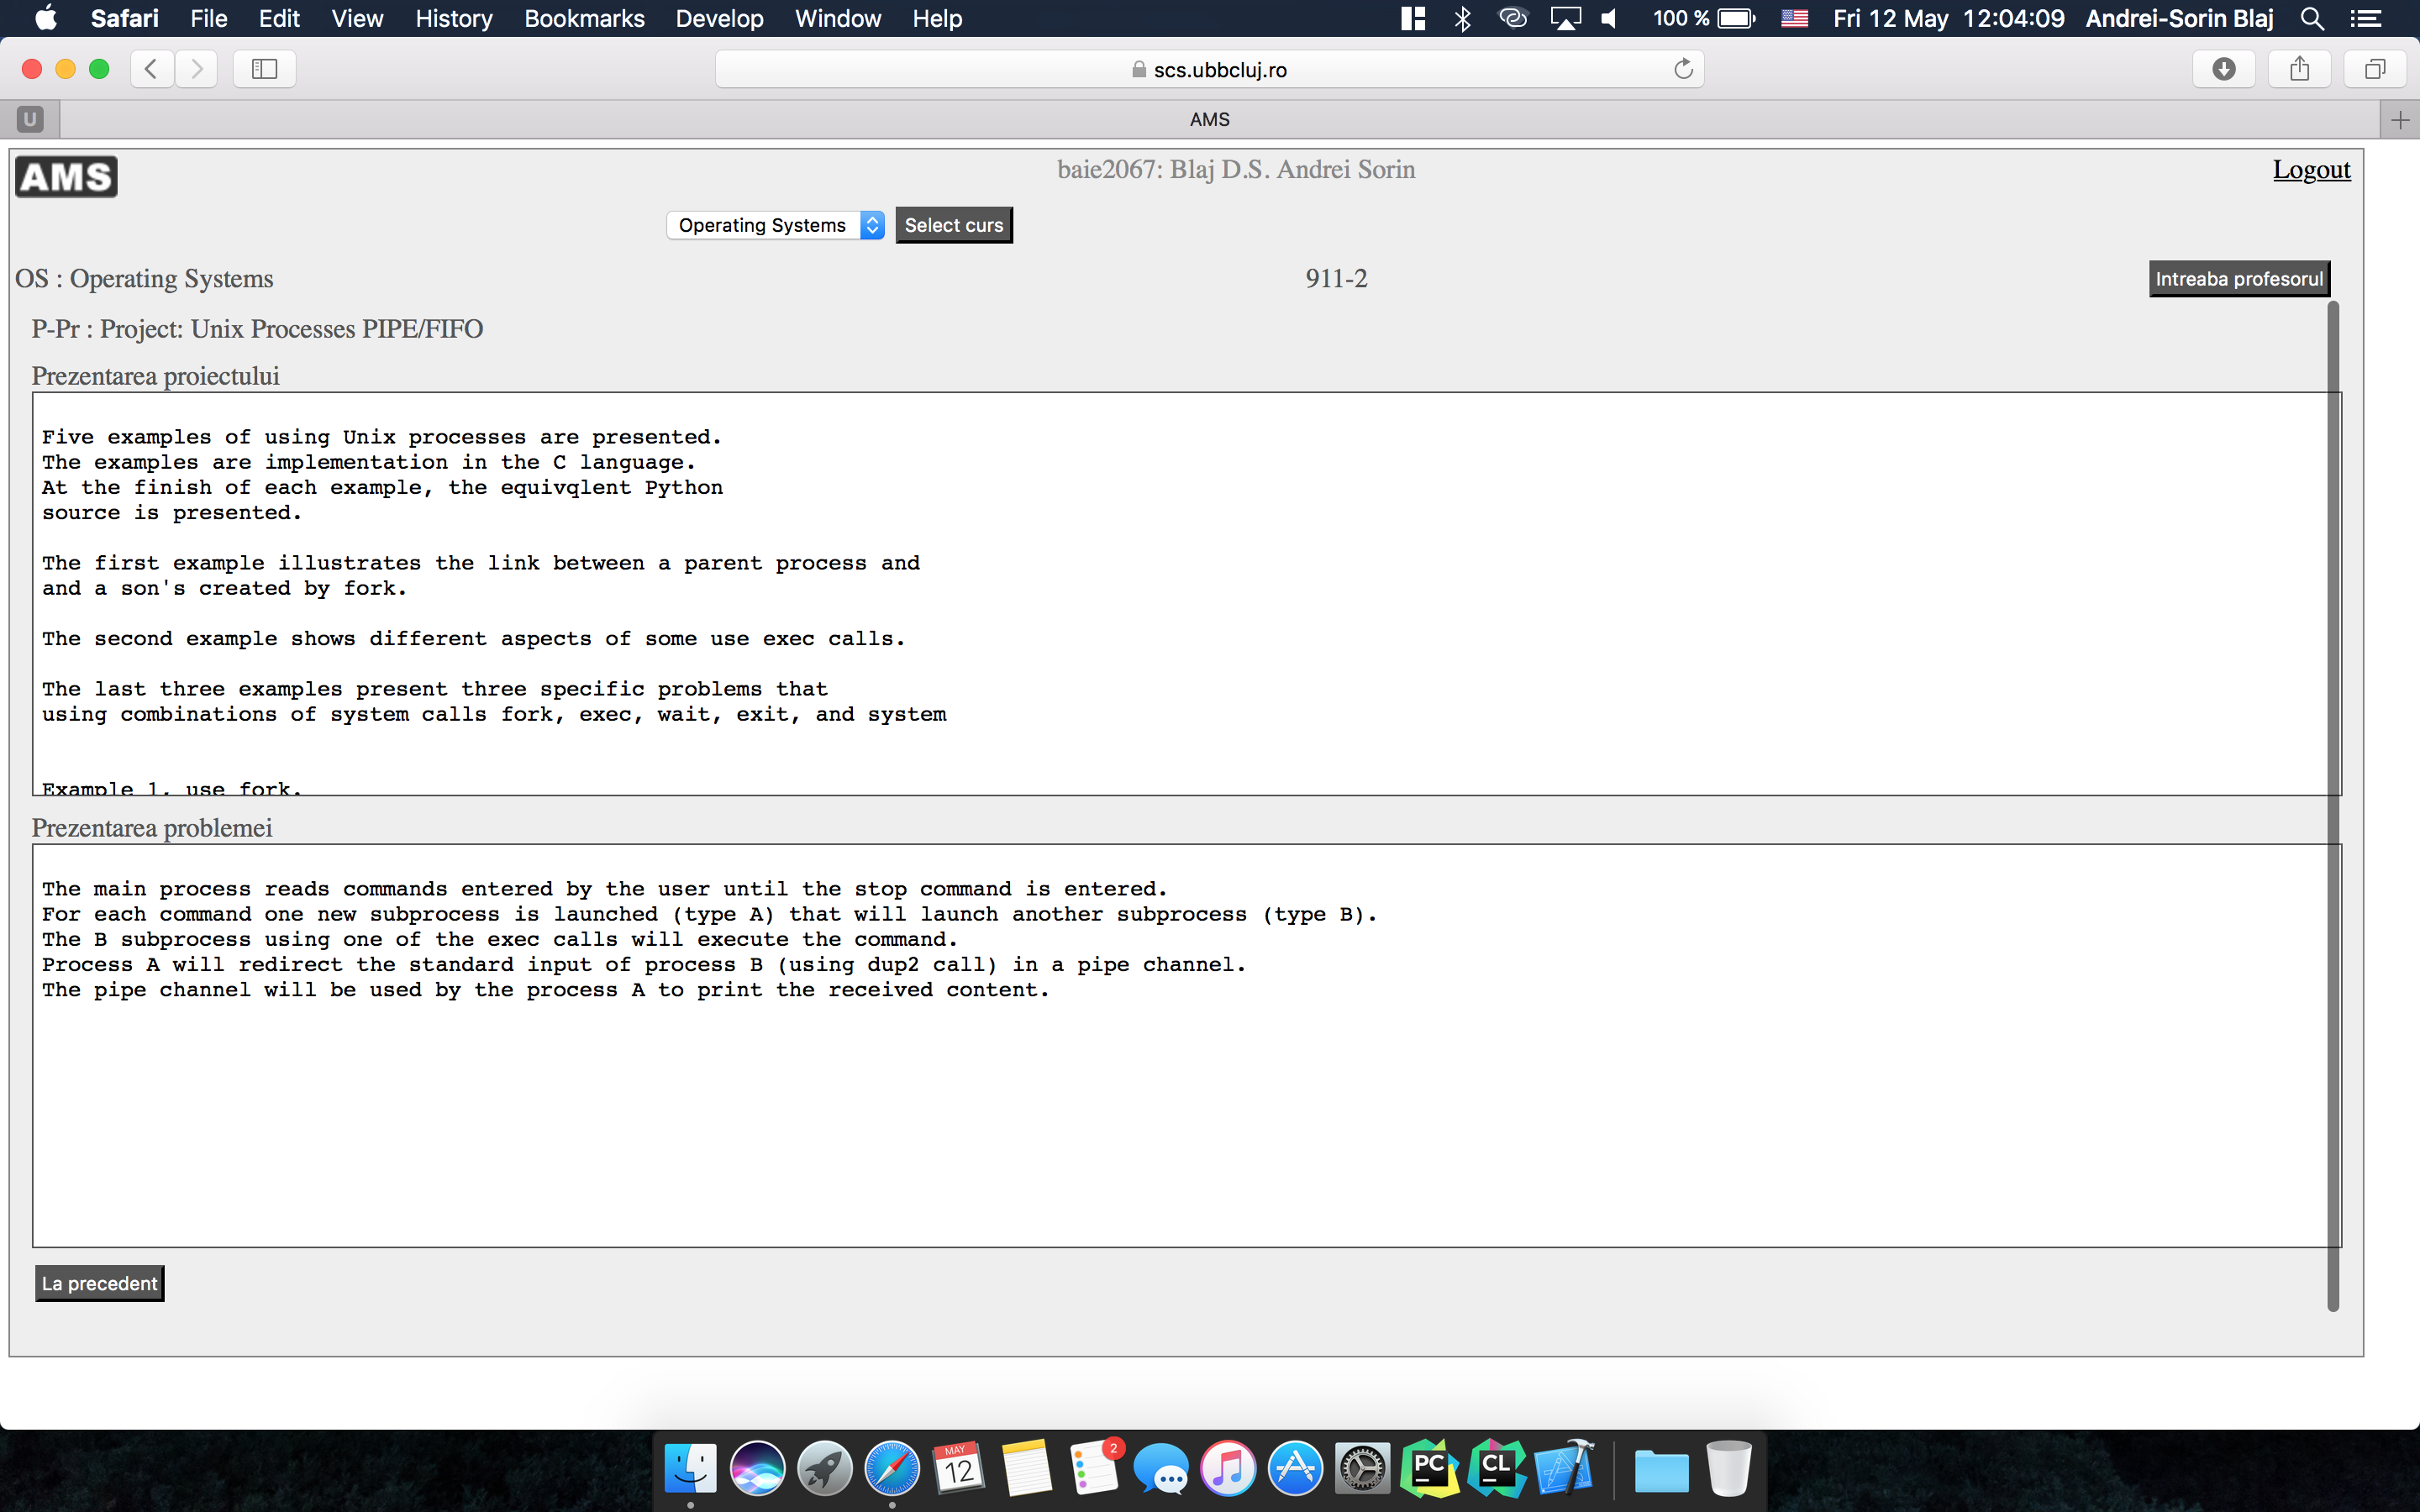 Safari File Edit View History Bookmarks Develop Window Help 100 % Fri 12 May 12:04:09 Andrei-Sorin Blaj
scs.ubbcluj.ro
U AMS
AMS baie2067: Blaj D.S. Andrei Sorin Logout
Operating Systems Select curs
OS : Operating Systems 911-2 Intreaba profesorul
P-Pr : Project: Unix Processes PIPE/FIFO
Prezentarea proiectului
Five examples of using Unix processes are presented.
The examples are implementation in the C language.
At the finish of each example, the equivqlent Python
source is presented.
The first example illustrates the link between a parent process and
and a son's created by fork.
The second example shows different aspects of some use exec calls.
The last three examples present three specific problems that
using combinations of system calls fork, exec, wait, exit, and system
Example 1, use fork.
Prezentarea problemei
The main process reads commands entered by the user until the stop command is entered.
For each command one new subprocess is launched (type A) that will launch another subprocess (type B).
The B subprocess using one of the exec calls will execute the command.
Process A will redirect the standard input of process B (using dup2 call) in a pipe channel.
The pipe channel will be used by the process A to print the received content.
La precedent
MAY
12
2
PC
CL